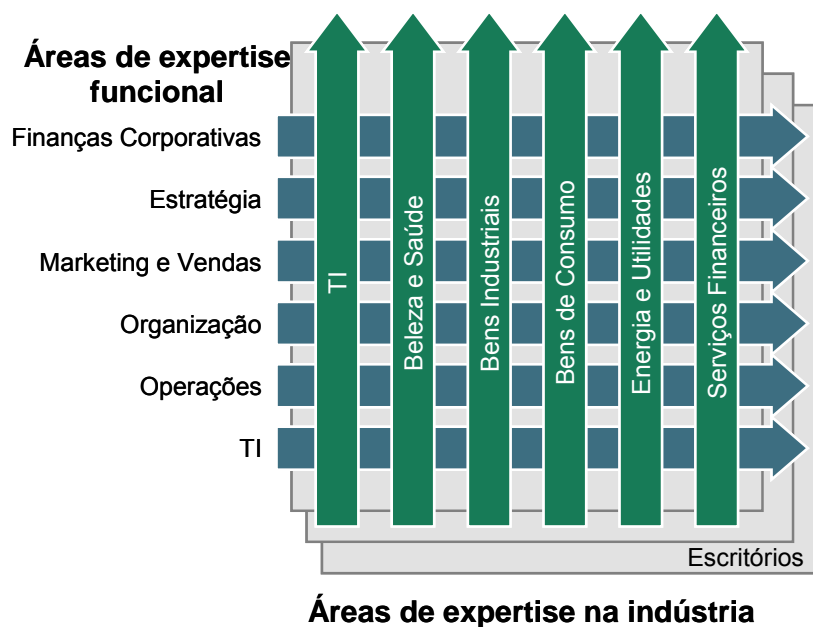 Áreas de expertise
funcional
Finanças Corporativas
Estratégia
Marketing e Vendas
Organização
Operações
TI
TI
Beleza e Saúde
Bens Industriais
Bens de Consumo
Energia e Utilidades
Serviços Financeiros
Escritórios
Áreas de expertise na indústria